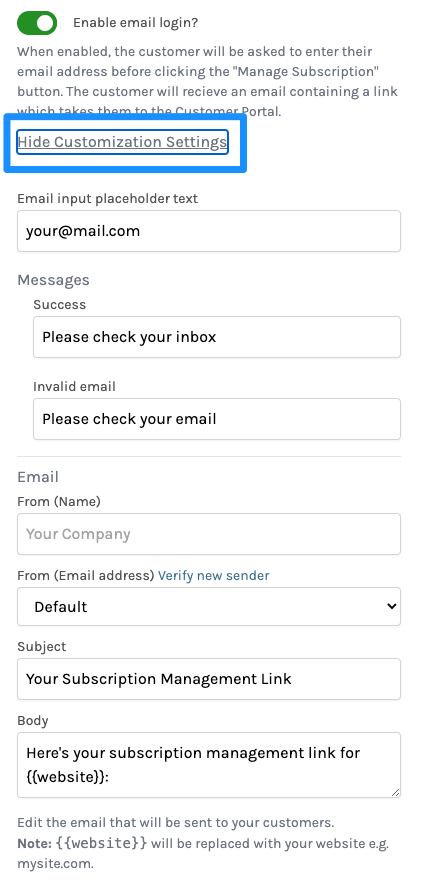 Enable email login?
When enabled, the customer will be asked to enter their
email address before clicking the "Manage Subscription"
button. The customer will recieve an email containing a link
which takes them to the Customer Portal.
Hide Customization Settings
Email input placeholder text
your@mail.com
Messages
Success
Please check your inbox
Invalid email
Please check your email
Email
From (Name)
Your Company
From (Email address) Verify new sender
Default
Subject
Your Subscription Management Link
Body
Here's your subscription management link for
{{website}}:
Edit the email that will be sent to your customers.
Note: {{website}} will be replaced with your website e.g.
mysite.com.